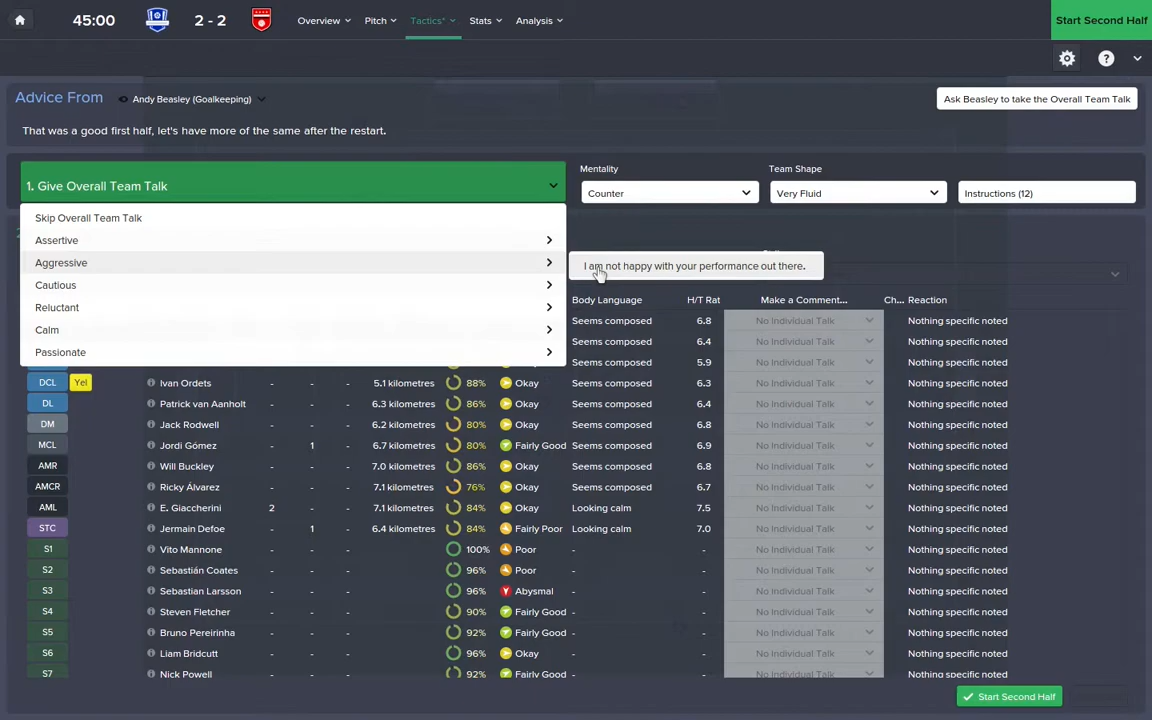 45:00 2 - 2 Overview Pitch Tactics* Stats Analysis Start Second Half
Advice From Andy Beasley (Goalkeeping) Ask Beasley to take the Overall Team Talk
That was a good first half, let's have more of the same after the restart.
1. Give Overall Team Talk
Mentality Team Shape
Counter Very Fluid Instructions (12)
Skip Overall Team Talk
Assertive
Aggressive
I am not happy with your performance out there.
Cautious
Reluctant
Calm
Passionate
Body Language H/T Rat Make a Comment... Ch... Reaction
Seems composed 6.8 No Individual Talk Nothing specific noted
Seems composed 6.4 No Individual Talk Nothing specific noted
Seems composed 5.9 No Individual Talk Nothing specific noted
DCL Yel Ivan Ordets - - - 5.1 kilometres 88% Okay Seems composed 6.3 No Individual Talk Nothing specific noted
DL Patrick van Aanholt - - - 6.3 kilometres 86% Okay Seems composed 6.4 No Individual Talk Nothing specific noted
DM Jack Rodwell - - - 6.2 kilometres 80% Okay Seems composed 6.8 No Individual Talk Nothing specific noted
MCL Jordi Gómez - 1 - 6.7 kilometres 80% Fairly Good Seems composed 6.9 No Individual Talk Nothing specific noted
AMR Will Buckley - - - 7.0 kilometres 86% Okay Seems composed 6.8 No Individual Talk Nothing specific noted
AMCR Ricky Álvarez - - - 7.1 kilometres 76% Okay Seems composed 6.7 No Individual Talk Nothing specific noted
AML E. Giaccherini 2 - - 7.1 kilometres 84% Okay Looking calm 7.5 No Individual Talk Nothing specific noted
STC Jermain Defoe - 1 - 6.4 kilometres 84% Fairly Poor Looking calm 7.0 No Individual Talk Nothing specific noted
S1 Vito Mannone 100% Poor - - No Individual Talk Nothing specific noted
S2 Sebastián Coates 96% Poor - - No Individual Talk Nothing specific noted
S3 Sebastian Larsson 96% Abysmal - - No Individual Talk Nothing specific noted
S4 Steven Fletcher 90% Fairly Good - - No Individual Talk Nothing specific noted
S5 Bruno Pereirinha 92% Fairly Good - - No Individual Talk Nothing specific noted
S6 Liam Bridcutt 96% Okay - - No Individual Talk Nothing specific noted
S7 Nick Powell 92% Fairly Good - - No Individual Talk Nothing specific noted
Start Second Half